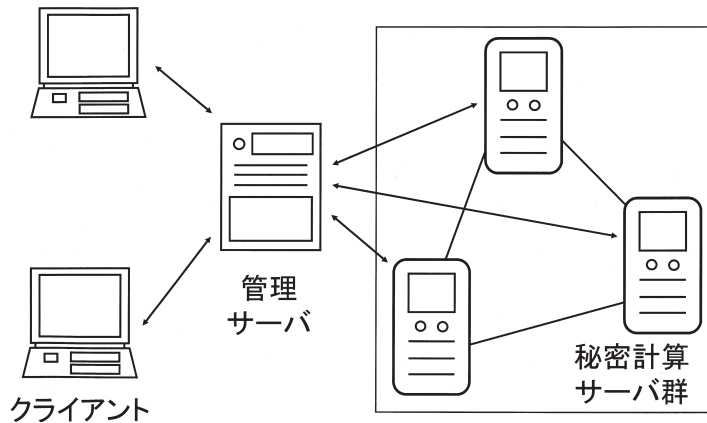 管理
サーバ
秘密計算
サーバ群
クライアント